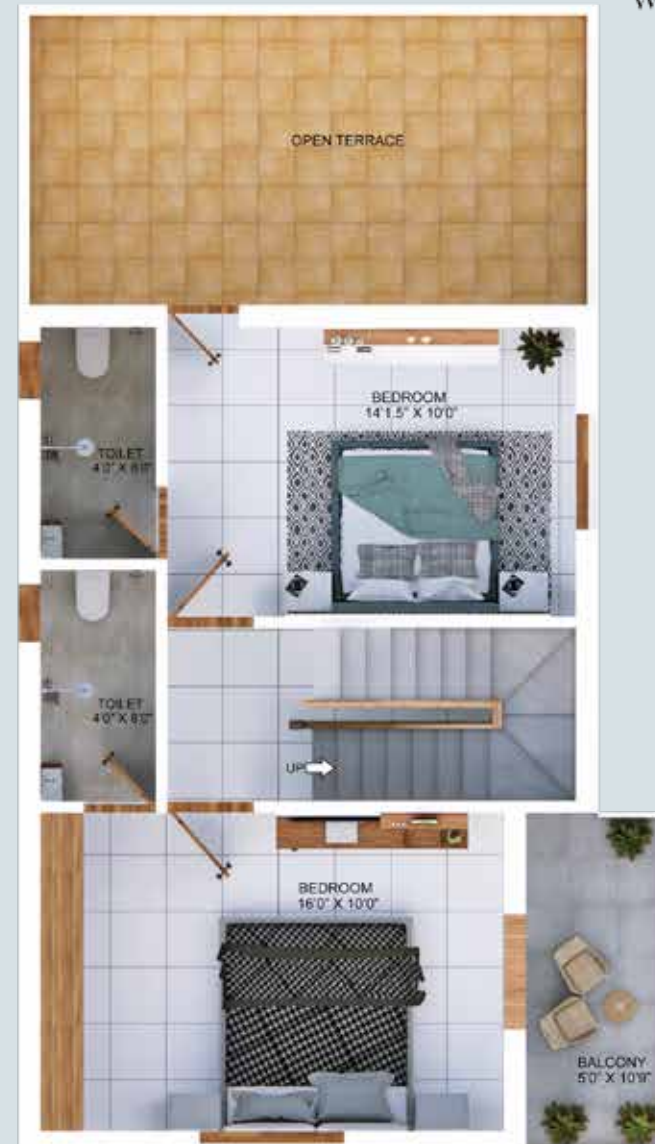 OPEN TERRACE
BEDROOM
14'1.5" X 10'0"
TOILET
4'0" X 8'0"
TOILET
4'0" X 8'0"
UP
BEDROOM
16'0" X 10'0"
BALCONY
5'0" X 10'9"